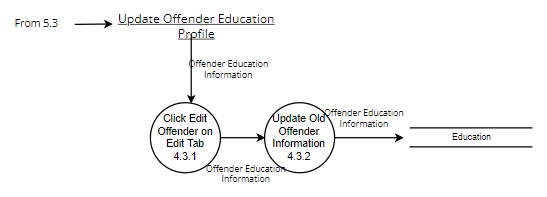 From 5.3
Update Offender Education
Profile
Offender Education
Information
Click Edit
Offender on
Edit Tab
4.3.1
Offender Education
Information
Update Old
Offender
Information
4.3.2
Offender Education
Information
Education